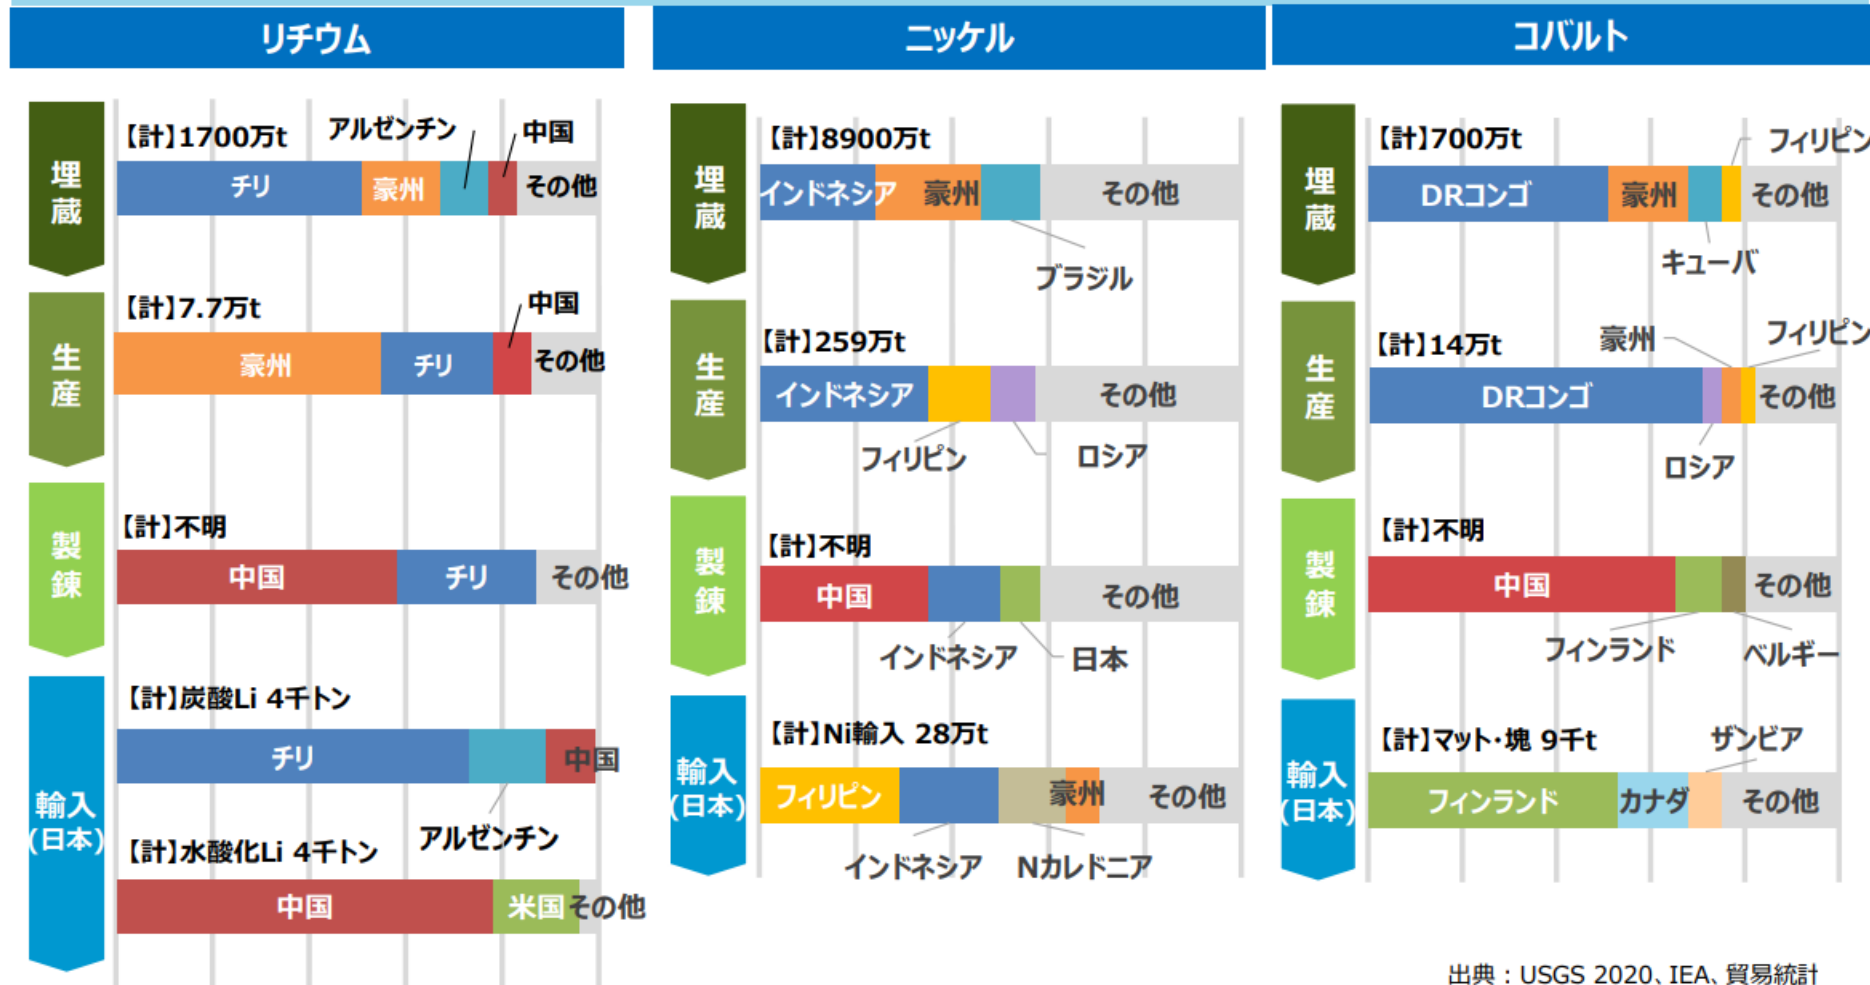 リチウム
埋蔵
【計】1700万t
アルゼンチン
中国
チリ
豪州
その他
生産
【計】7.7万t
中国
豪州
チリ
その他
製錬
【計】不明
中国
チリ
その他
輸入
(日本)
【計】炭酸Li 4千トン
チリ
中国
アルゼンチン
【計】水酸化Li 4千トン
中国
米国
その他
ニッケル
埋蔵
【計】8900万t
インドネシア
豪州
その他
ブラジル
生産
【計】259万t
インドネシア
その他
フィリピン
ロシア
製錬
【計】不明
中国
その他
インドネシア
日本
輸入
(日本)
【計】Ni輸入 28万t
フィリピン
豪州
その他
インドネシア
Nカレドニア
コバルト
埋蔵
【計】700万t
フィリピン
DRコンゴ
豪州
その他
キューバ
生産
【計】14万t
豪州
フィリピン
DRコンゴ
その他
ロシア
製錬
【計】不明
中国
その他
フィンランド
ベルギー
輸入
(日本)
【計】マット・塊 9千t
ザンビア
フィンランド
カナダ
その他
出典：USGS 2020、IEA、貿易統計